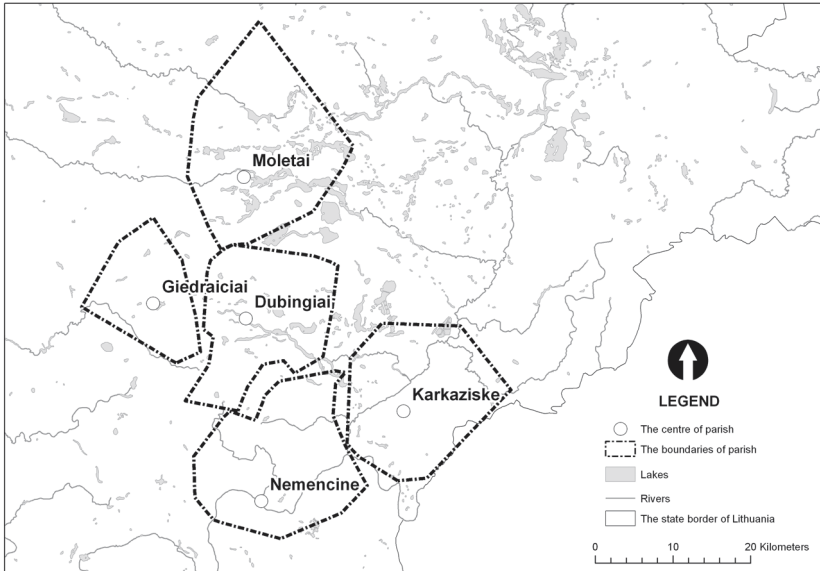 Moletai
Giedraiciai
Dubingiai
Karkaziske
Nemencine
LEGEND
The centre of parish
The boundaries of parish
Lakes
Rivers
The state border of Lithuania
0 10 20 Kilometers